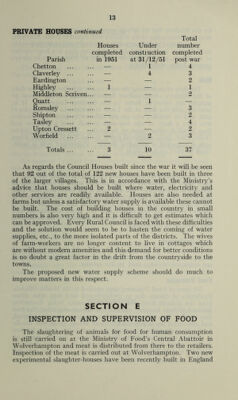 13
PRIVATE HOUSES continued
Total
Houses Under number
completed construction completed
Parish in 1951 at 31/12/51 post war
Chetton ... ... — 1 4
Claverley ... ... — 4 3
Eardington ... — — 2
Highley ... ... 1 — 1
Middleton Scriven... — — 2
Quatt ... ... — 1 —
Romsley ... ... — — 3
Shipton ... ... — — 2
Tasley ... ... — — 4
Upton Cressett ... 2 — 2
Worfield ... ... — 2 3
Totals ... ... 3 10 37
As regards the Council Houses built since the war it will be seen
that 92 out of the total of 122 new houses have been built in three
of the larger villages. This is in accordance with the Ministry's
advice that houses should be built where water, electricity and
other services are readily available. Houses are also needed at
farms but unless a satisfactory water supply is available these cannot
be built. The cost of building houses in the country in small
numbers is also very high and it is difficult to get estimates which
can be approved. Every Rural Council is faced with these difficulties
and the solution would seem to be to hasten the coming of water
supplies, etc., to the more isolated parts of the districts. The wives
of farm-workers are no longer content to live in cottages which
are without modern amenities and this demand for better conditions
is no doubt a great factor in the drift from the countryside to the
towns.
The proposed new water supply scheme should do much to
improve matters in this respect.
SECTION E
INSPECTION AND SUPERVISION OF FOOD
The slaughtering of animals for food for human consumption
is still carried on at the Ministry of Food's Central Abattoir in
Wolverhampton and meat is distributed from there to the retailers.
Inspection of the meat is carried out at Wolverhampton. Two new
experimental slaughter-houses have been recently built in England